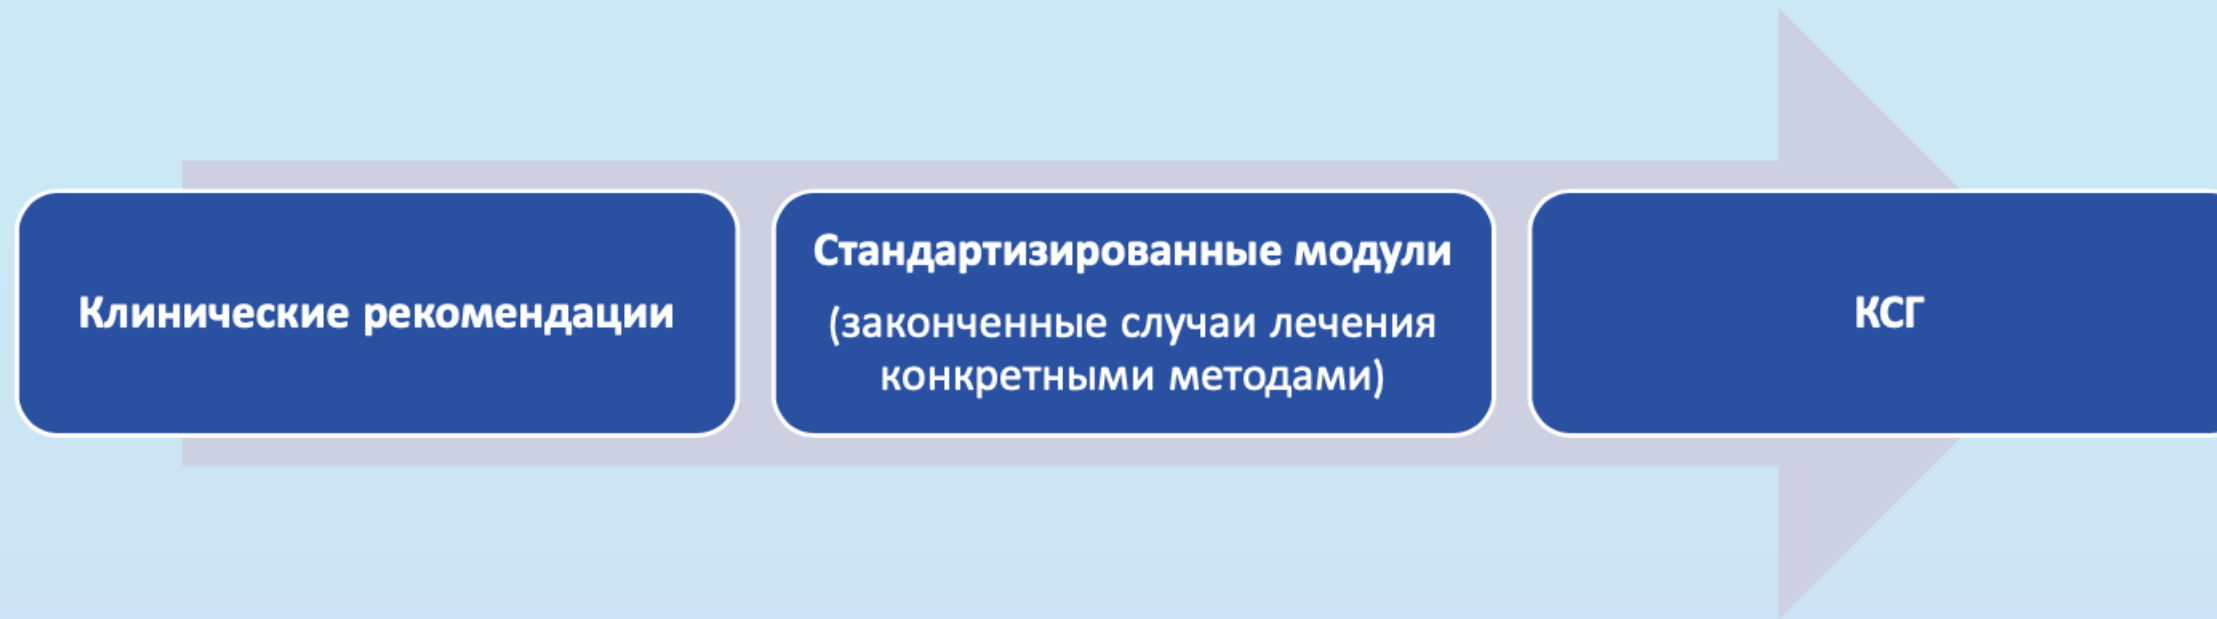 Клинические рекомендации
Стандартизированные модули
(законченные случаи лечения
конкретными методами)
КСГ